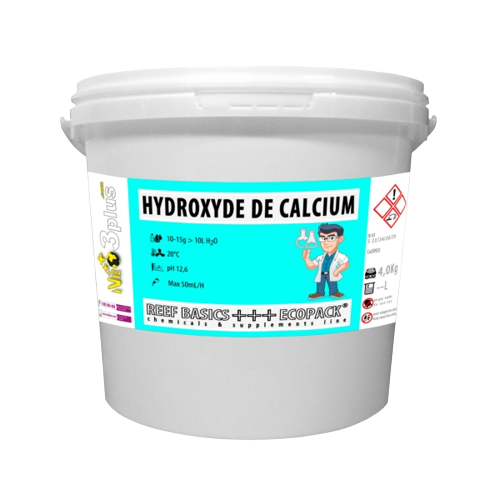 HYDROXYDE DE CALCIUM
10-15g > 10L H₂O
20°C
pH 12,6
Max 50mL/H
REEF BASICS +++ ECOPACK®
chemicals & supplements line
3plus
4,0Kg
--L